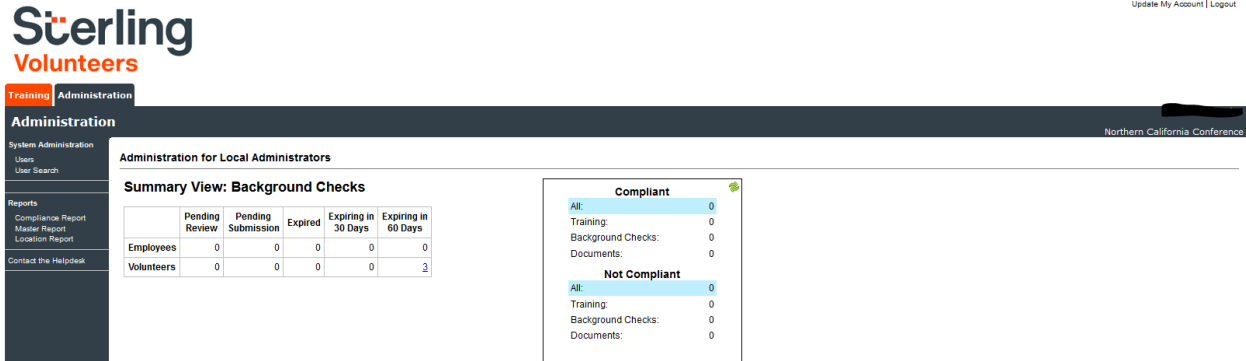 Update My Account | Logout
Sterling
Volunteers
Training Administration
Administration
Northern California Conference
System Administration
Users
User Search
Reports
Compliance Report
Master Report
Location Report
Contact the Helpdesk
Administration for Local Administrators
Summary View: Background Checks
Pending Review Pending Submission Expired Expiring in 30 Days Expiring in 60 Days
Employees 0 0 0 0 0
Volunteers 0 0 0 0 3
Compliant
All: 0
Training: 0
Background Checks: 0
Documents: 0
Not Compliant
All: 0
Training: 0
Background Checks: 0
Documents: 0